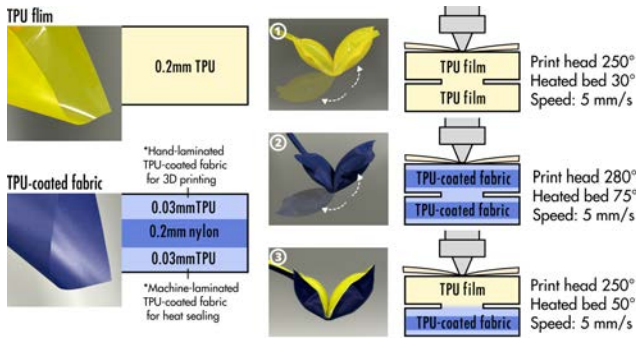 TPU flim
0.2mm TPU
*Hand-laminated
TPU-coated fabric
for 3D printing
TPU-coated fabric
0.03mmTPU
0.2mm nylon
0.03mmTPU
*Machine-laminated
TPU-coated fabric
for heat sealing
1
TPU film
TPU film
Print head 250°
Heated bed 30°
Speed: 5 mm/s
2
TPU-coated fabric
TPU-coated fabric
Print head 280°
Heated bed 75°
Speed: 5 mm/s
3
TPU film
TPU-coated fabric
Print head 250°
Heated bed 50°
Speed: 5 mm/s